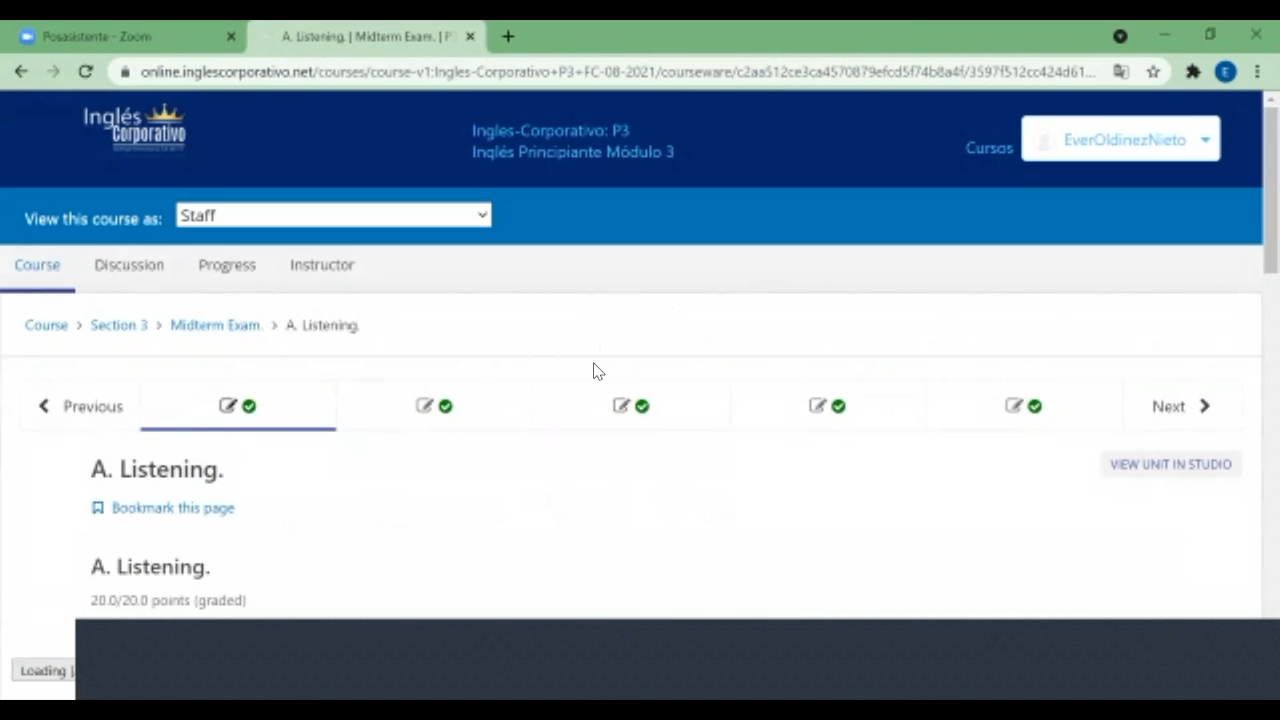 Posasistente - Zoom
A. Listening. | Midterm Exam. | P
online.inglescorporativo.net/courses/course-v1:Ingles-Corporativo+P3+FC-08-2021/courseware/c2aa512ce3ca4570879efcd5f74b8a4f/3597f512cc424d61...
E
Inglés
Corporativo
Ingles-Corporativo: P3
Inglés Principiante Módulo 3
Cursos
EverOldinezNieto
View this course as:
Staff
Course Discussion Progress Instructor
Course > Section 3 > Midterm Exam. > A. Listening.
Previous
Next
A. Listening.
VIEW UNIT IN STUDIO
Bookmark this page
A. Listening.
20.0/20.0 points (graded)
Loading